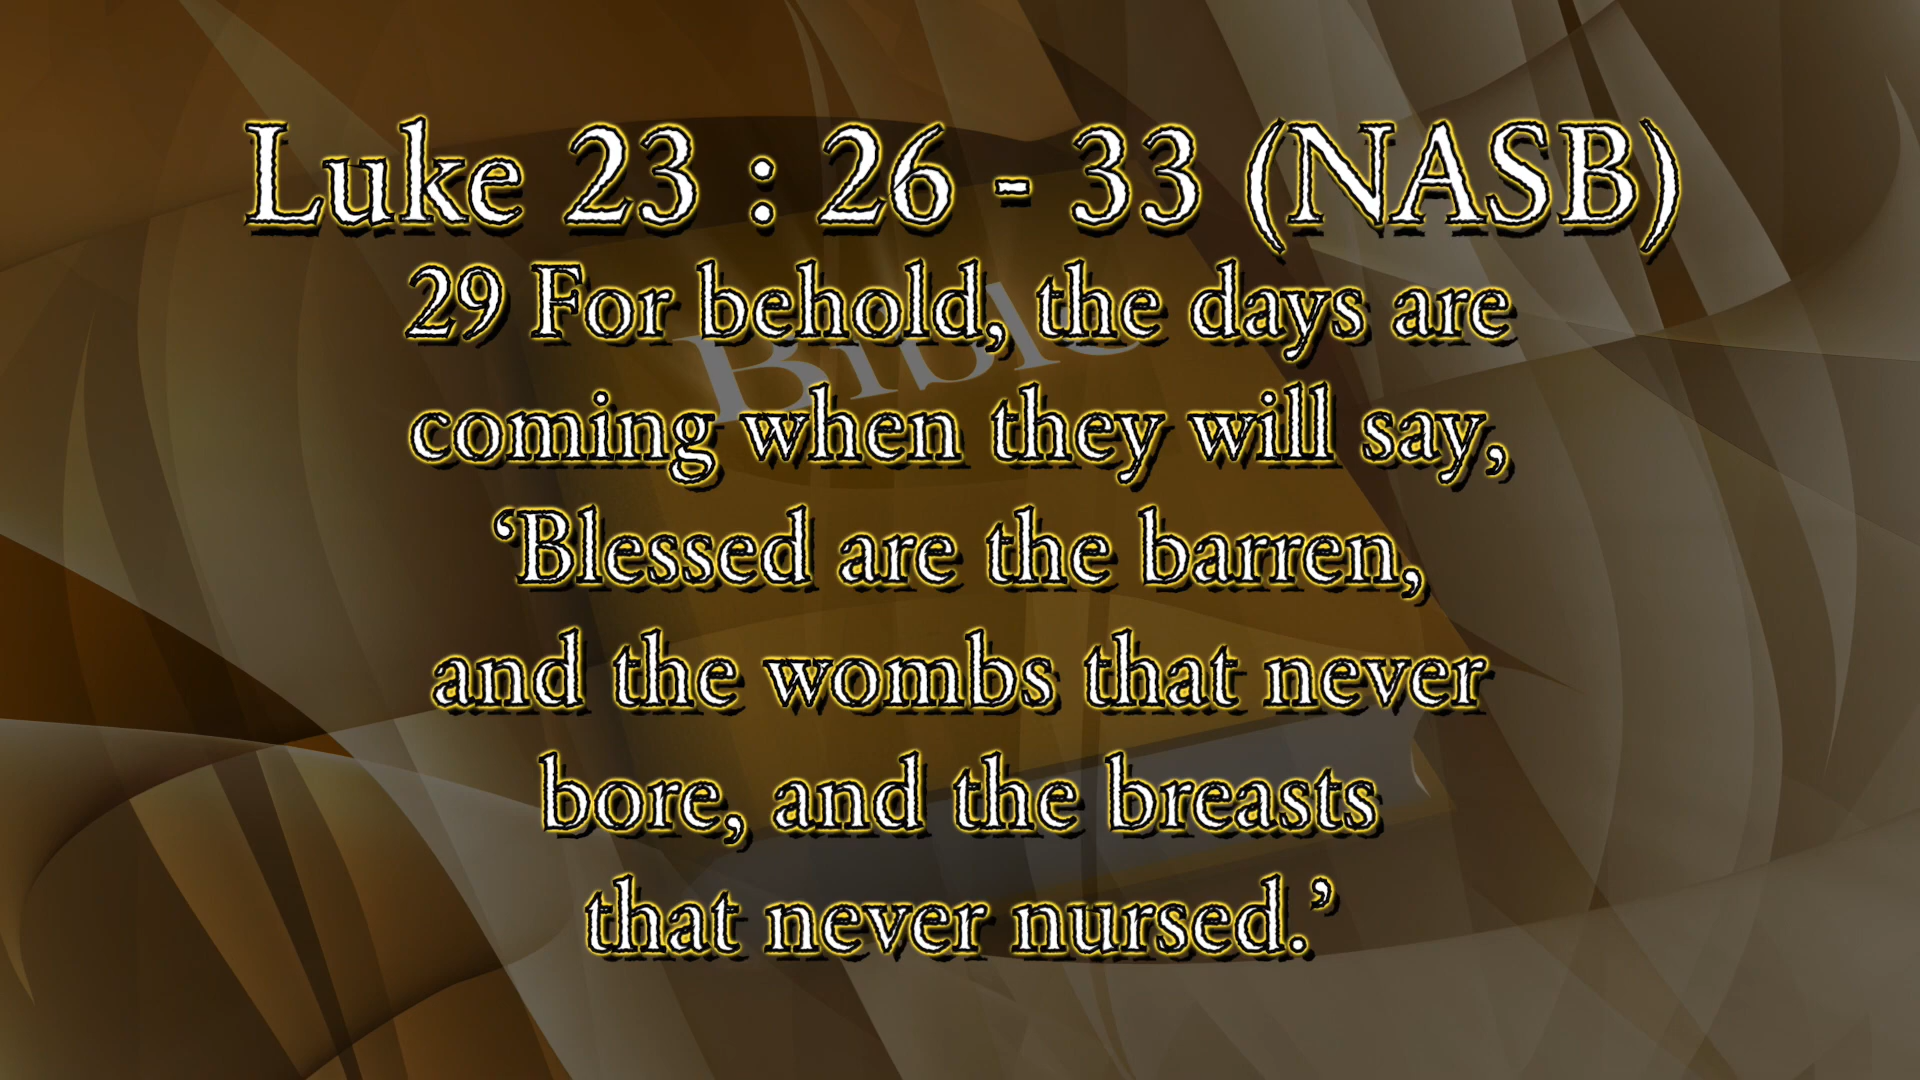 Luke 23 : 26 - 33 (NASB)
Bible
29 For behold, the days are
coming when they will say,
‘Blessed are the barren,
and the wombs that never
bore, and the breasts
that never nursed.’